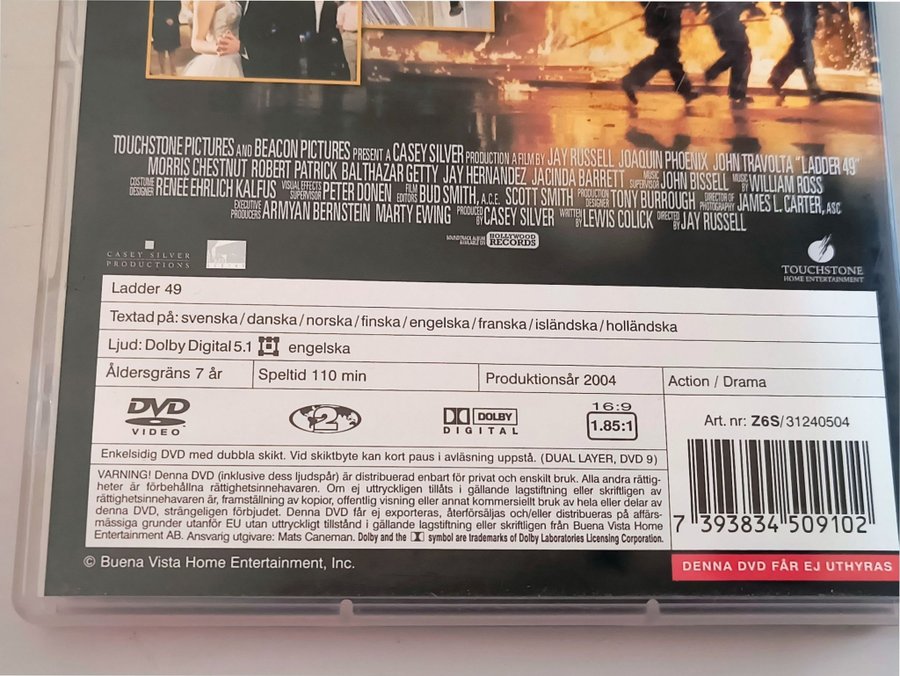 TOUCHSTONE PICTURES AND BEACON PICTURES PRESENT A CASEY SILVER PRODUCTION A FILM BY JAY RUSSELL JOAQUIN PHOENIX JOHN TRAVOLTA "LADDER 49"
MORRIS CHESTNUT ROBERT PATRICK BALTHAZAR GETTY JAY HERNANDEZ JACINDA BARRETT MUSIC SUPERVISOR JOHN BISSELL MUSIC BY WILLIAM ROSS
COSTUME DESIGNER RENÉE EHRLICH KALFUS VISUAL EFFECTS SUPERVISOR PETER DONEN FILM EDITORS BUD SMITH, A.C.E. SCOTT SMITH PRODUCTION DESIGNER TONY BURROUGH DIRECTOR OF PHOTOGRAPHY JAMES L. CARTER, ASC
EXECUTIVE PRODUCERS ARMYAN BERNSTEIN MARTY EWING PRODUCED BY CASEY SILVER WRITTEN BY LEWIS COLICK DIRECTED BY JAY RUSSELL
SOUNDTRACK ALBUM AVAILABLE ON HOLLYWOOD RECORDS
CASEY SILVER
PRODUCTIONS
TOUCHSTONE
HOME ENTERTAINMENT
Ladder 49
Textad på: svenska/danska/norska/finska/engelska/franska/isländska/holländska
Ljud: Dolby Digital 5.1 engelska
Åldersgräns 7 år Speltid 110 min Produktionsår 2004 Action / Drama
DVD
VIDEO
2
DOLBY
DIGITAL
16:9
1.85:1
Art. nr: Z6S/31240504
Enkelsidig DVD med dubbla skikt. Vid skiktbyte kan kort paus i avläsning uppstå. (DUAL LAYER, DVD 9)
VARNING! Denna DVD (inklusive dess ljudspår) är distribuerad enbart för privat och enskilt bruk. Alla andra rättig-
heter är förbehållna rättighetsinnehavaren. Om ej uttryckligen tillåts i gällande lagstiftning eller skriftligen av
rättighetsinnehavaren är, framställning av kopior, offentlig visning eller annat kommersiellt bruk av hela eller delar av
denna DVD, strängeligen förbjudet. Denna DVD får ej exporteras, återförsäljas och/eller distribueras på affärs-
mässiga grunder utanför EU utan uttryckligt tillstånd i gällande lagstiftning eller skriftligen från Buena Vista Home
Entertainment AB. Ansvarig utgivare: Mats Caneman. Dolby and the symbol are trademarks of Dolby Laboratories Licensing Corporation.
7 393834 509102
© Buena Vista Home Entertainment, Inc.
DENNA DVD FÅR EJ UTHYRAS